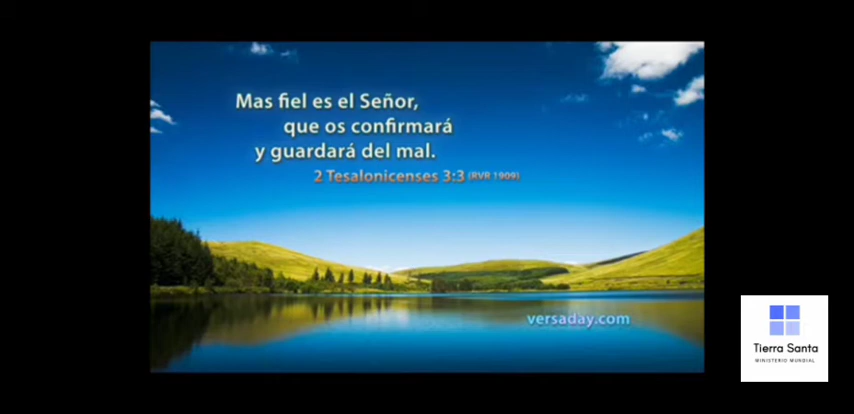 Mas fiel es el Señor,
que os confirmará
y guardará del mal.
2 Tesalonicenses 3:3 (RVR 1909)
versaday.com
Tierra Santa
MINISTERIO MUNDIAL